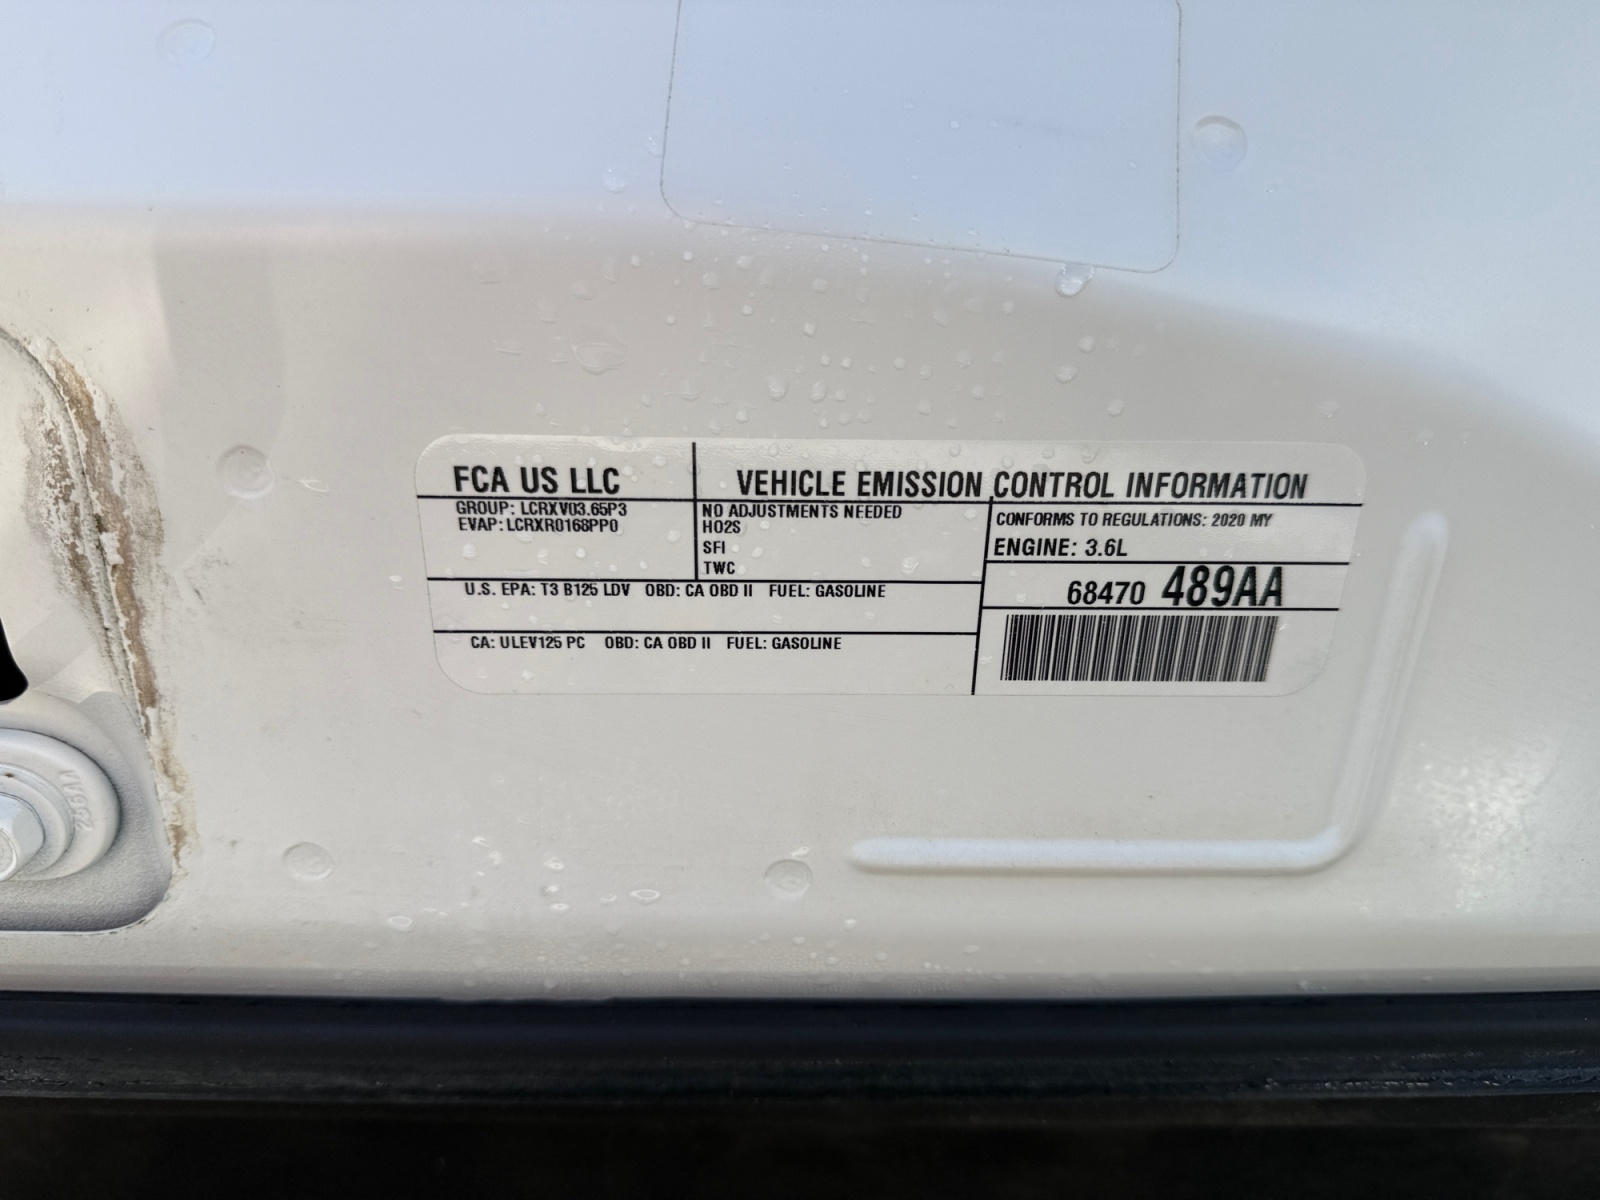 FCA US LLC
VEHICLE EMISSION CONTROL INFORMATION
GROUP: LCRXV03.65P3
EVAP: LCRXR0168PP0
NO ADJUSTMENTS NEEDED
HO2S
SFI
TWC
CONFORMS TO REGULATIONS: 2020 MY
ENGINE: 3.6L
68470 489AA
U.S. EPA: T3 B125 LDV OBD: CA OBD II FUEL: GASOLINE
CA: ULEV125 PC OBD: CA OBD II FUEL: GASOLINE